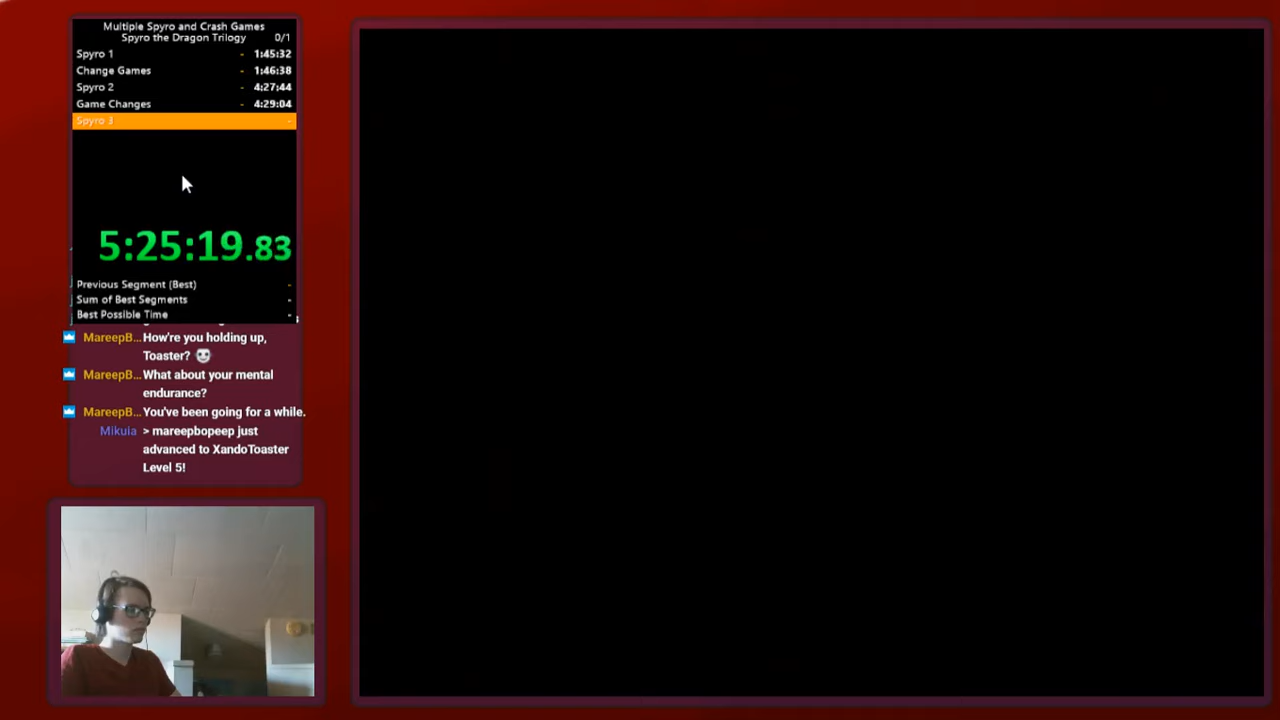 Multiple Spyro and Crash Games
Spyro the Dragon Trilogy 0/1
Spyro 1 - 1:45:32
Change Games - 1:46:38
Spyro 2 - 4:27:44
Game Changes - 4:29:04
Spyro 3 -
5:25:19.83
Previous Segment (Best) -
Sum of Best Segments -
Best Possible Time -
MareepB... How're you holding up,
Toaster?
MareepB... What about your mental
endurance?
MareepB... You've been going for a while.
Mikuia > mareepbopeep just
advanced to XandoToaster
Level 5!